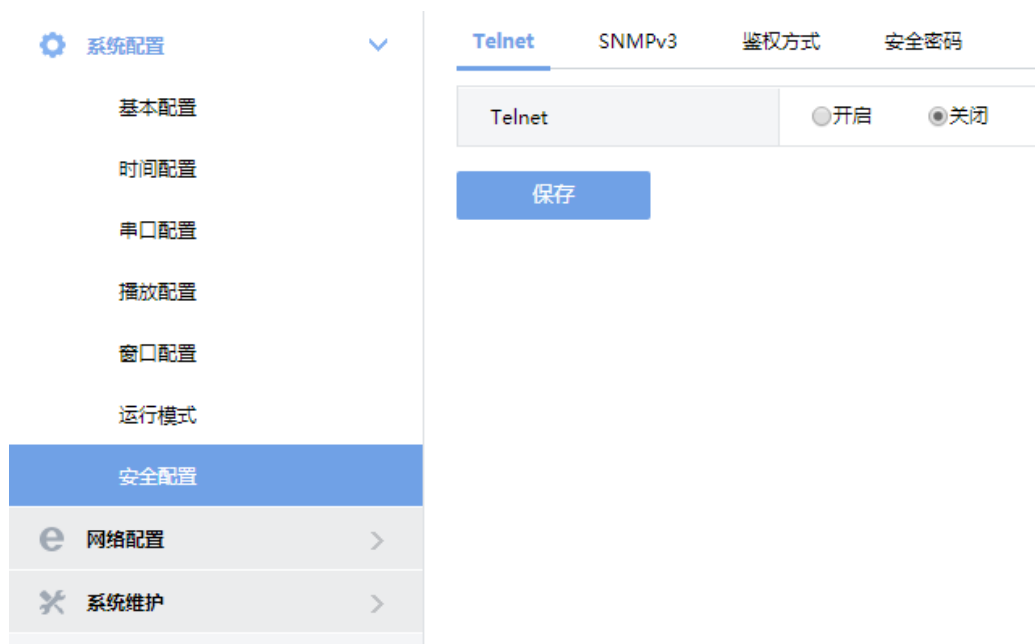 系统配置
基本配置
时间配置
串口配置
播放配置
窗口配置
运行模式
安全配置
网络配置
系统维护
Telnet SNMPv3 鉴权方式 安全密码
Telnet 开启 关闭
保存